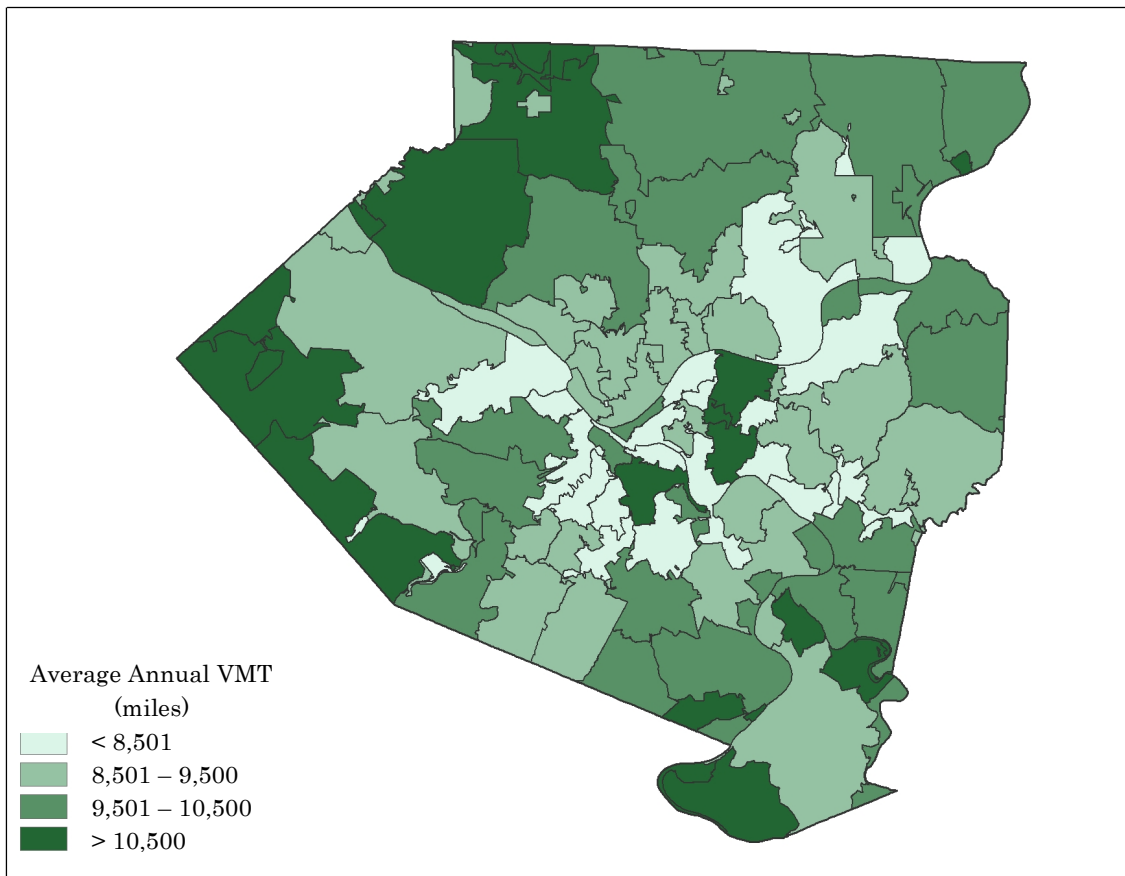 Average Annual VMT
(miles)
< 8,501
8,501 – 9,500
9,501 – 10,500
> 10,500